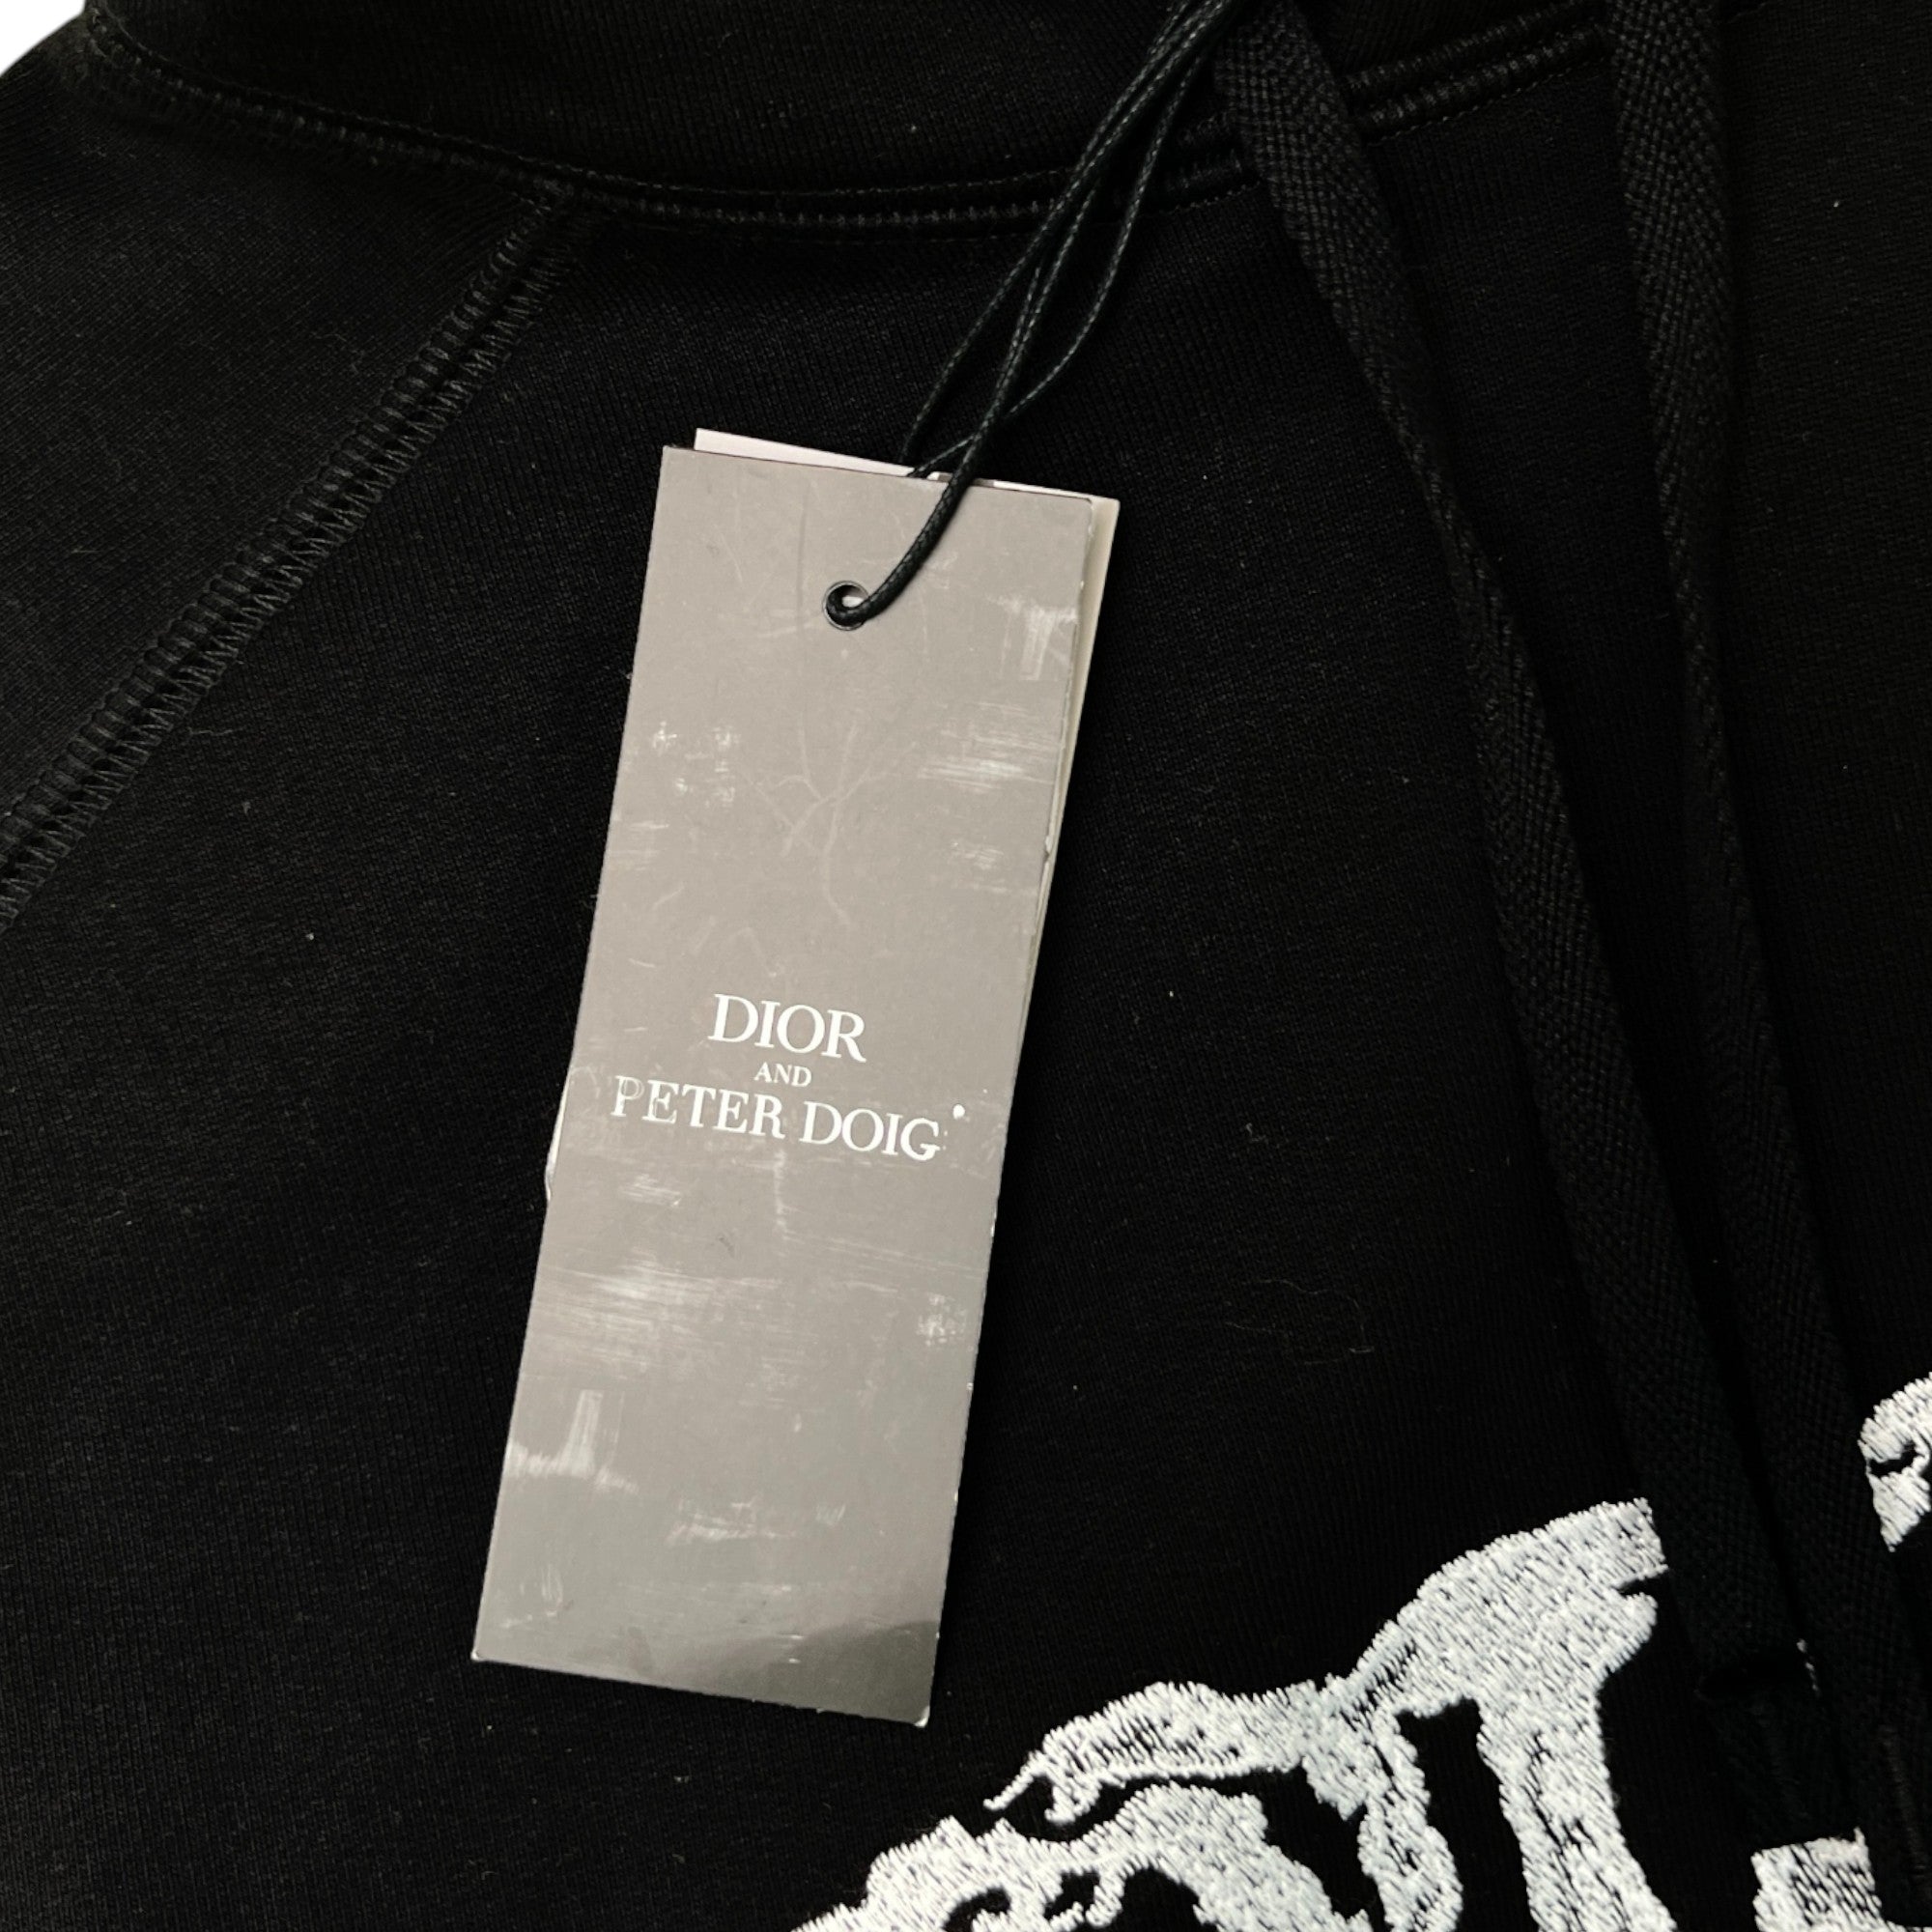 DIOR
AND
PETER DOIG